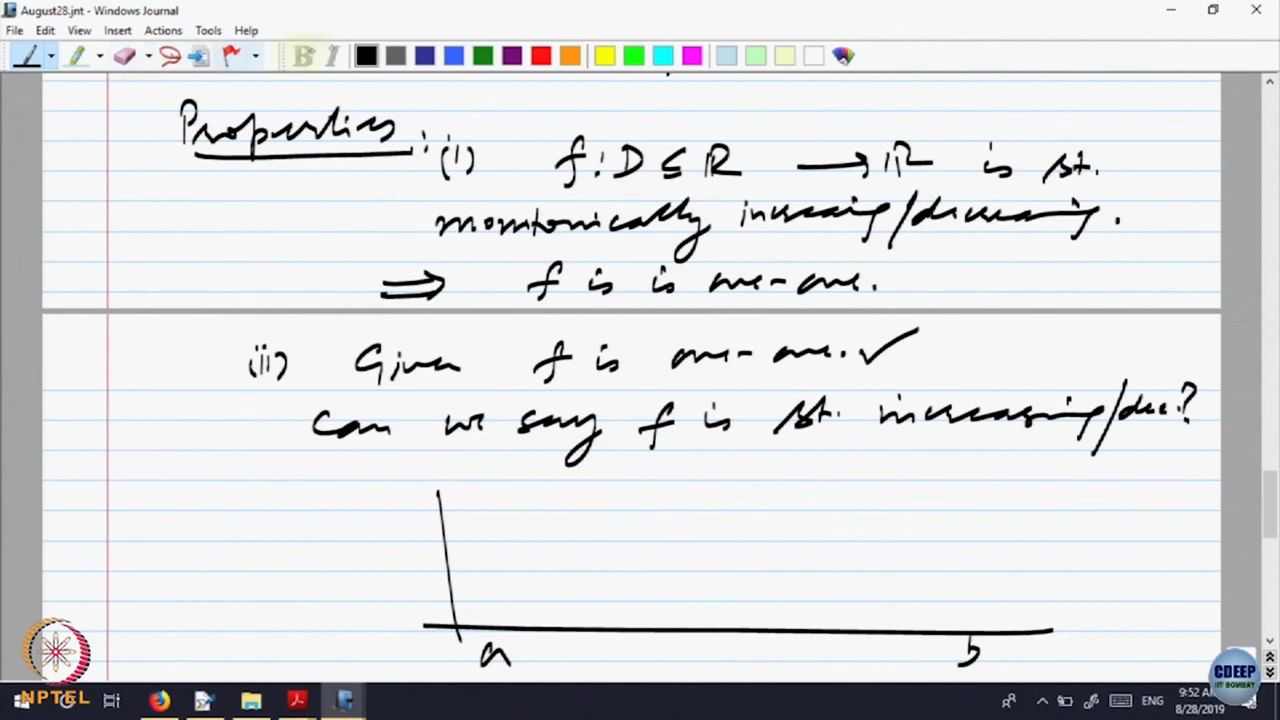 August28.jnt - Windows Journal
File Edit View Insert Actions Tools Help
B I
Properties : (i) f : D ⊆ ℝ → ℝ is st.
monotonically increasing/decreasing.
⇒ f is is one-one.
(ii) Given f is one-one. ✓
Can we say f is st. increasing/dec.?
a b
NPTEL
CDEEP
IIT BOMBAY
ENG
9:52 A
8/28/2019